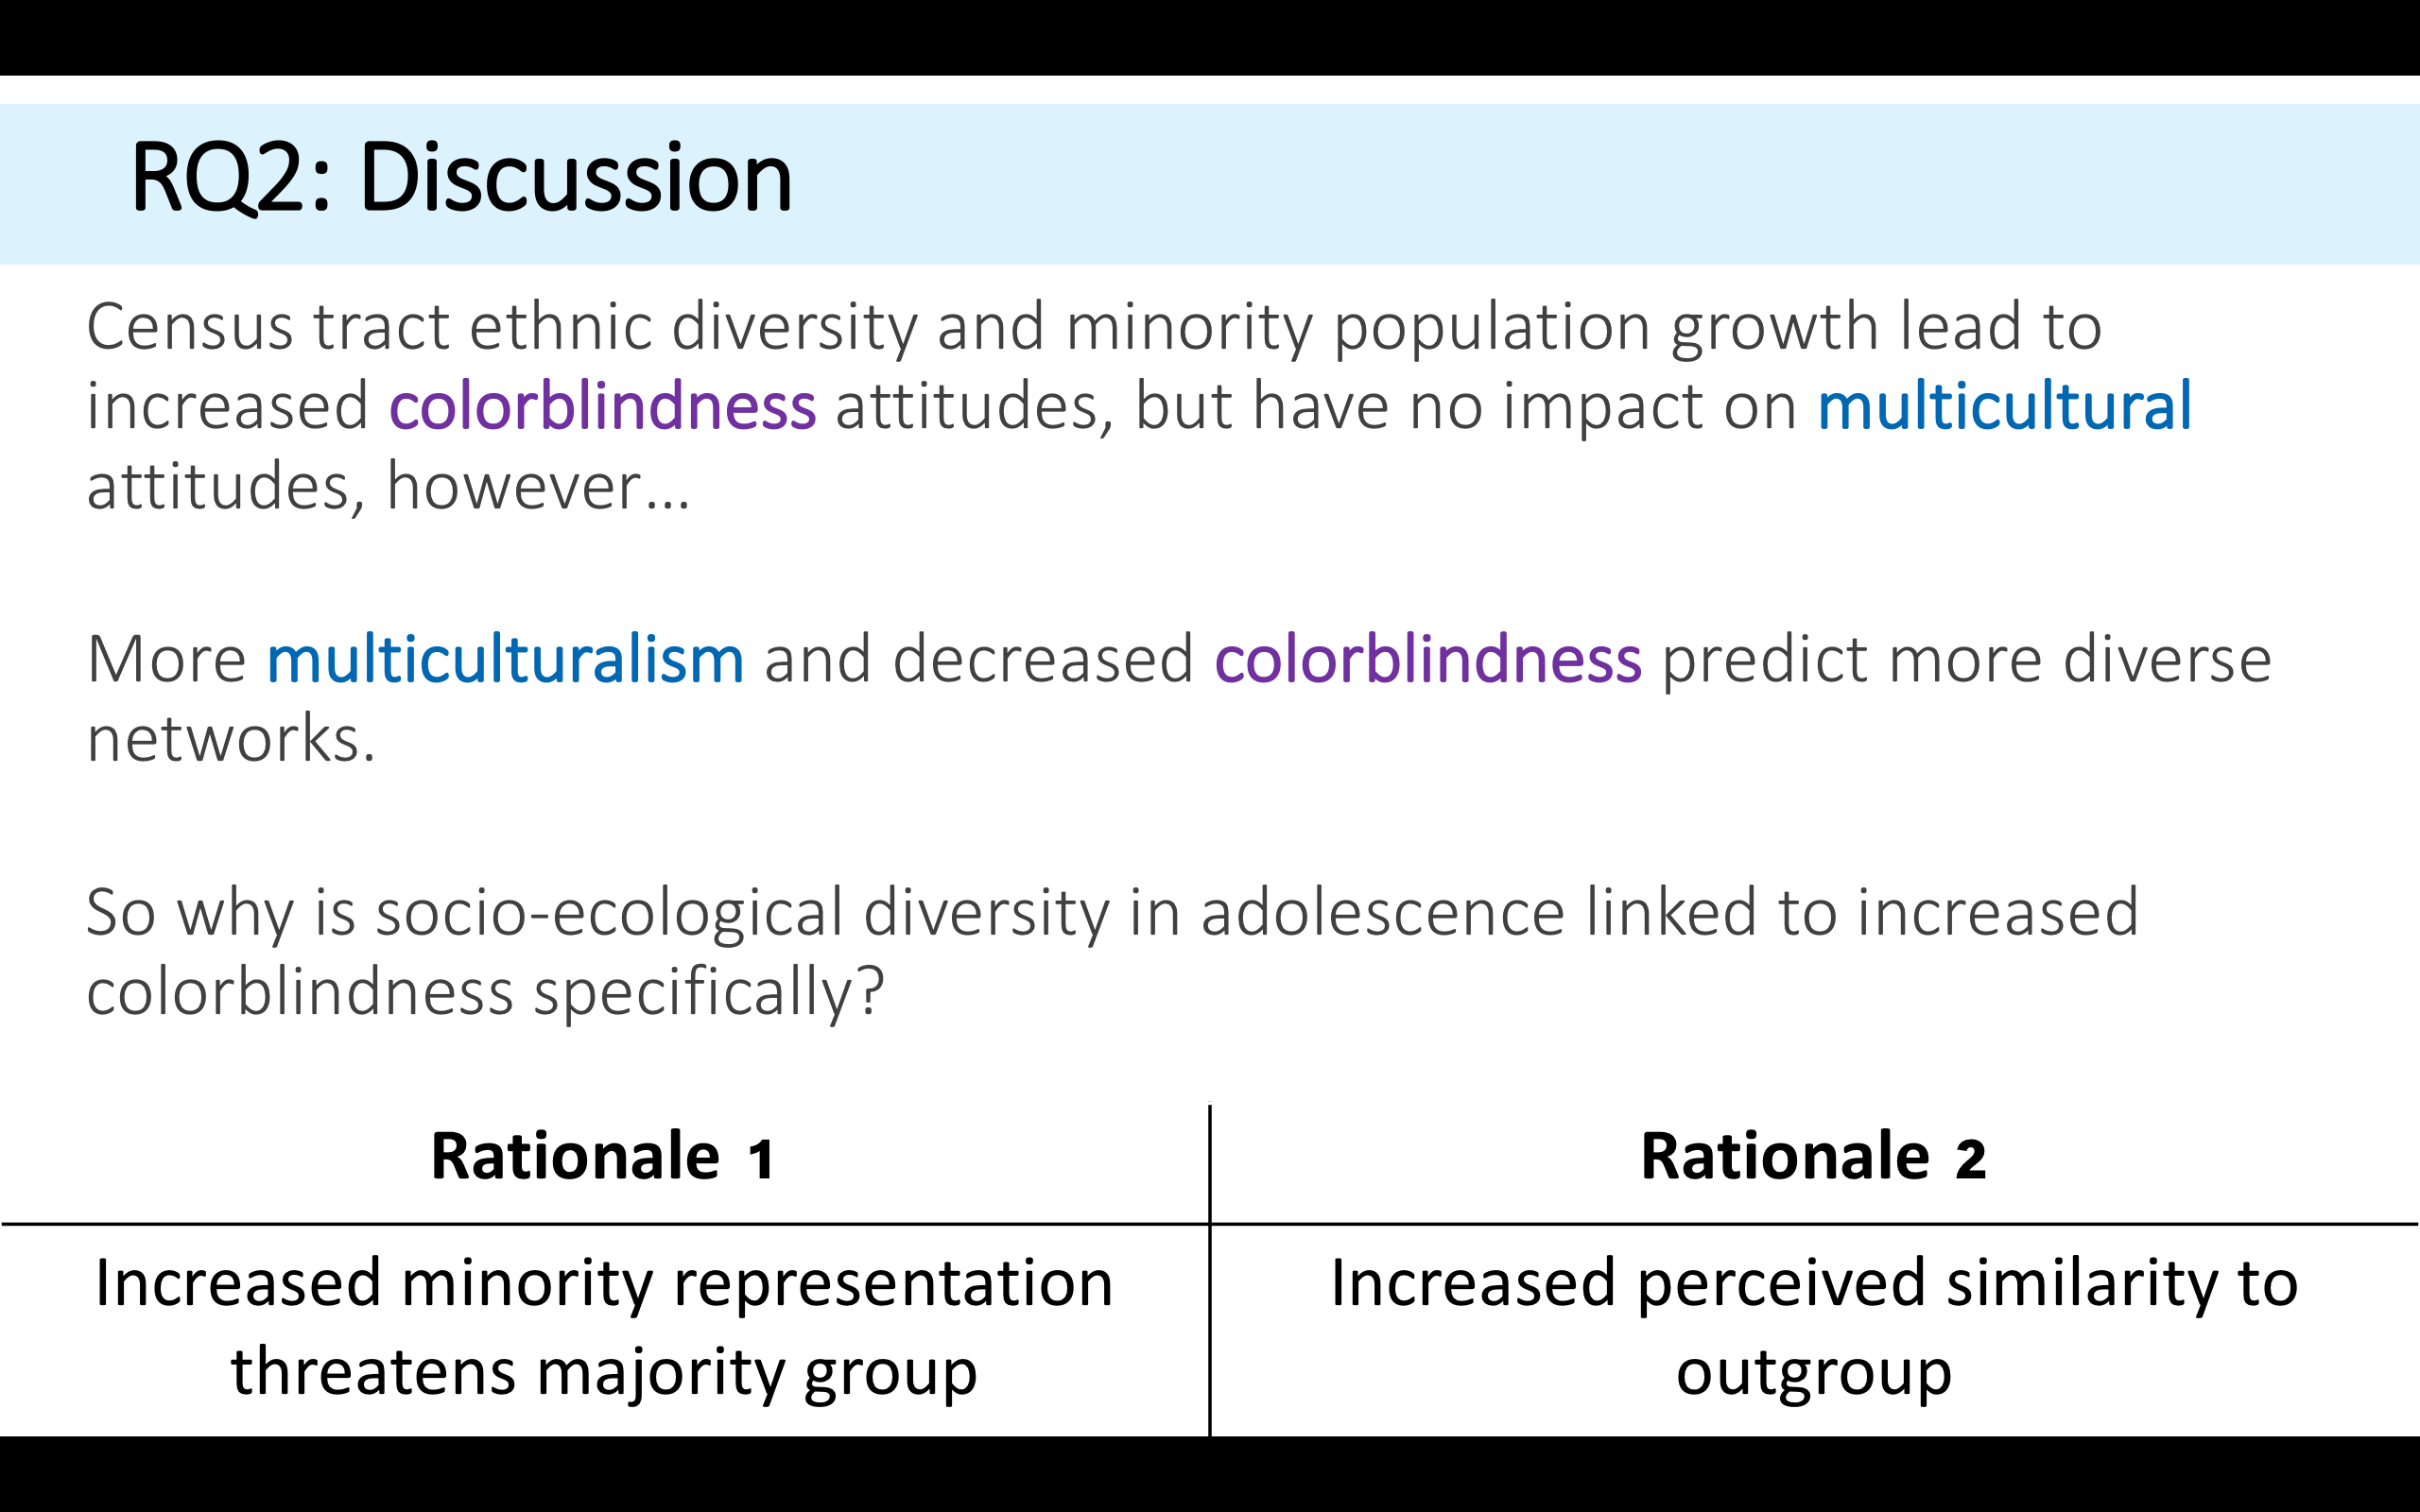 RQ2: Discussion
Census tract ethnic diversity and minority population growth lead to
increased colorblindness attitudes, but have no impact on multicultural
attitudes, however…
More multiculturalism and decreased colorblindness predict more diverse
networks.
So why is socio-ecological diversity in adolescence linked to increased
colorblindness specifically?
Rationale 1
Increased minority representation
threatens majority group
Rationale 2
Increased perceived similarity to
outgroup